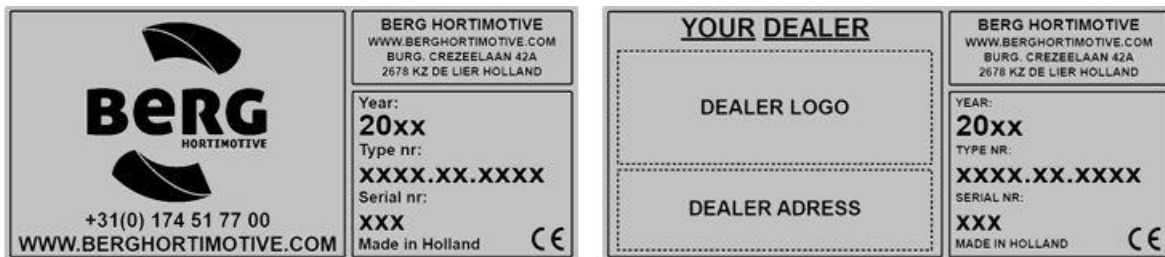 BERG
HORTIMOTIVE
+31(0) 174 51 77 00
WWW.BERGHORTIMOTIVE.COM
BERG HORTIMOTIVE
WWW.BERGHORTIMOTIVE.COM
BURG. CREZEELAAN 42A
2678 KZ DE LIER HOLLAND
Year:
20xx
Type nr:
xxxx.xx.xxxx
Serial nr:
xxx
Made in Holland CE
YOUR DEALER
DEALER LOGO
DEALER ADRESS
BERG HORTIMOTIVE
WWW.BERGHORTIMOTIVE.COM
BURG. CREZEELAAN 42A
2678 KZ DE LIER HOLLAND
YEAR:
20xx
TYPE NR:
xxxx.xx.xxxx
SERIAL NR:
xxx
MADE IN HOLLAND CE